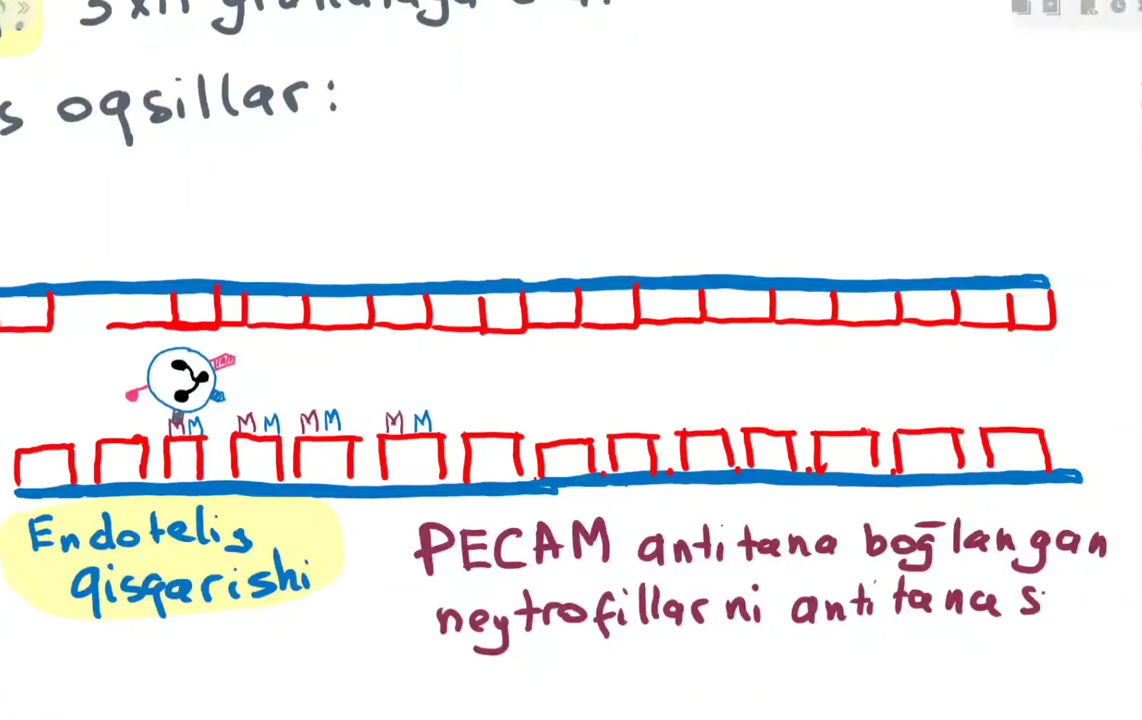 s oqsillar:
M M M M M M M M
Endotelis
qisqarishi
PECAM antitana bog̅langan
neytrofillarni antitanas